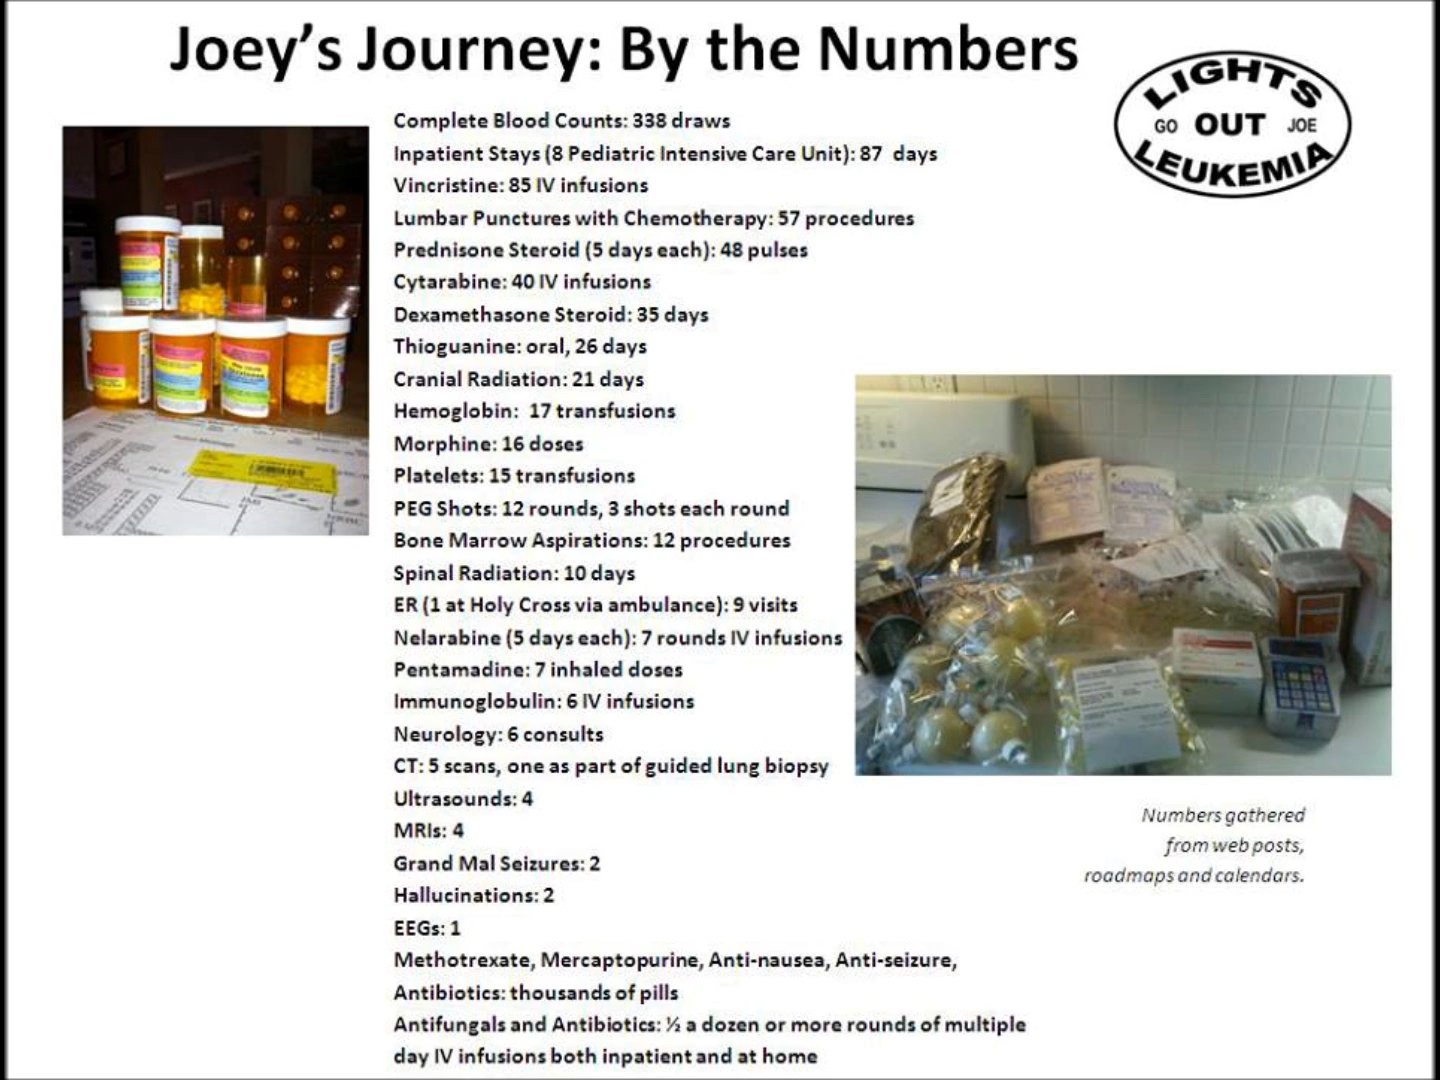 Joey's Journey: By the Numbers
LIGHTS
GO OUT JOE
LEUKEMIA
Complete Blood Counts: 338 draws
Inpatient Stays (8 Pediatric Intensive Care Unit): 87 days
Vincristine: 85 IV infusions
Lumbar Punctures with Chemotherapy: 57 procedures
Prednisone Steroid (5 days each): 48 pulses
Cytarabine: 40 IV infusions
Dexamethasone Steroid: 35 days
Thioguanine: oral, 26 days
Cranial Radiation: 21 days
Hemoglobin: 17 transfusions
Morphine: 16 doses
Platelets: 15 transfusions
PEG Shots: 12 rounds, 3 shots each round
Bone Marrow Aspirations: 12 procedures
Spinal Radiation: 10 days
ER (1 at Holy Cross via ambulance): 9 visits
Nelarabine (5 days each): 7 rounds IV infusions
Pentamadine: 7 inhaled doses
Immunoglobulin: 6 IV infusions
Neurology: 6 consults
CT: 5 scans, one as part of guided lung biopsy
Ultrasounds: 4
MRIs: 4
Grand Mal Seizures: 2
Hallucinations: 2
EEGs: 1
Methotrexate, Mercaptopurine, Anti-nausea, Anti-seizure,
Antibiotics: thousands of pills
Antifungals and Antibiotics: ½ a dozen or more rounds of multiple
day IV infusions both inpatient and at home
Numbers gathered
from web posts,
roadmaps and calendars.